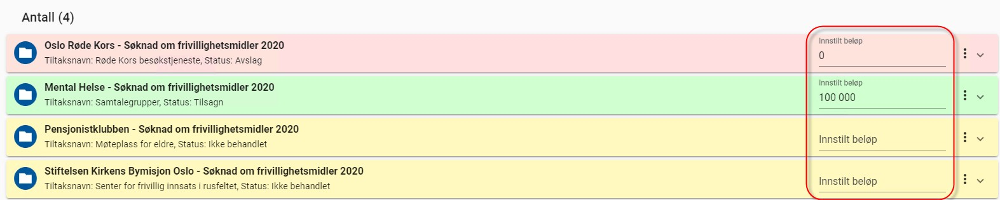 Antall (4)
Oslo Røde Kors - Søknad om frivillighetsmidler 2020
Tiltaksnavn: Røde Kors besøkstjeneste, Status: Avslag
Innstilt beløp
0
Mental Helse - Søknad om frivillighetsmidler 2020
Tiltaksnavn: Samtalegrupper, Status: Tilsagn
Innstilt beløp
100 000
Pensjonistklubben - Søknad om frivillighetsmidler 2020
Tiltaksnavn: Møteplass for eldre, Status: Ikke behandlet
Innstilt beløp
Stiftelsen Kirkens Bymisjon Oslo - Søknad om frivillighetsmidler 2020
Tiltaksnavn: Senter for frivillig innsats i rusfeltet, Status: Ikke behandlet
Innstilt beløp